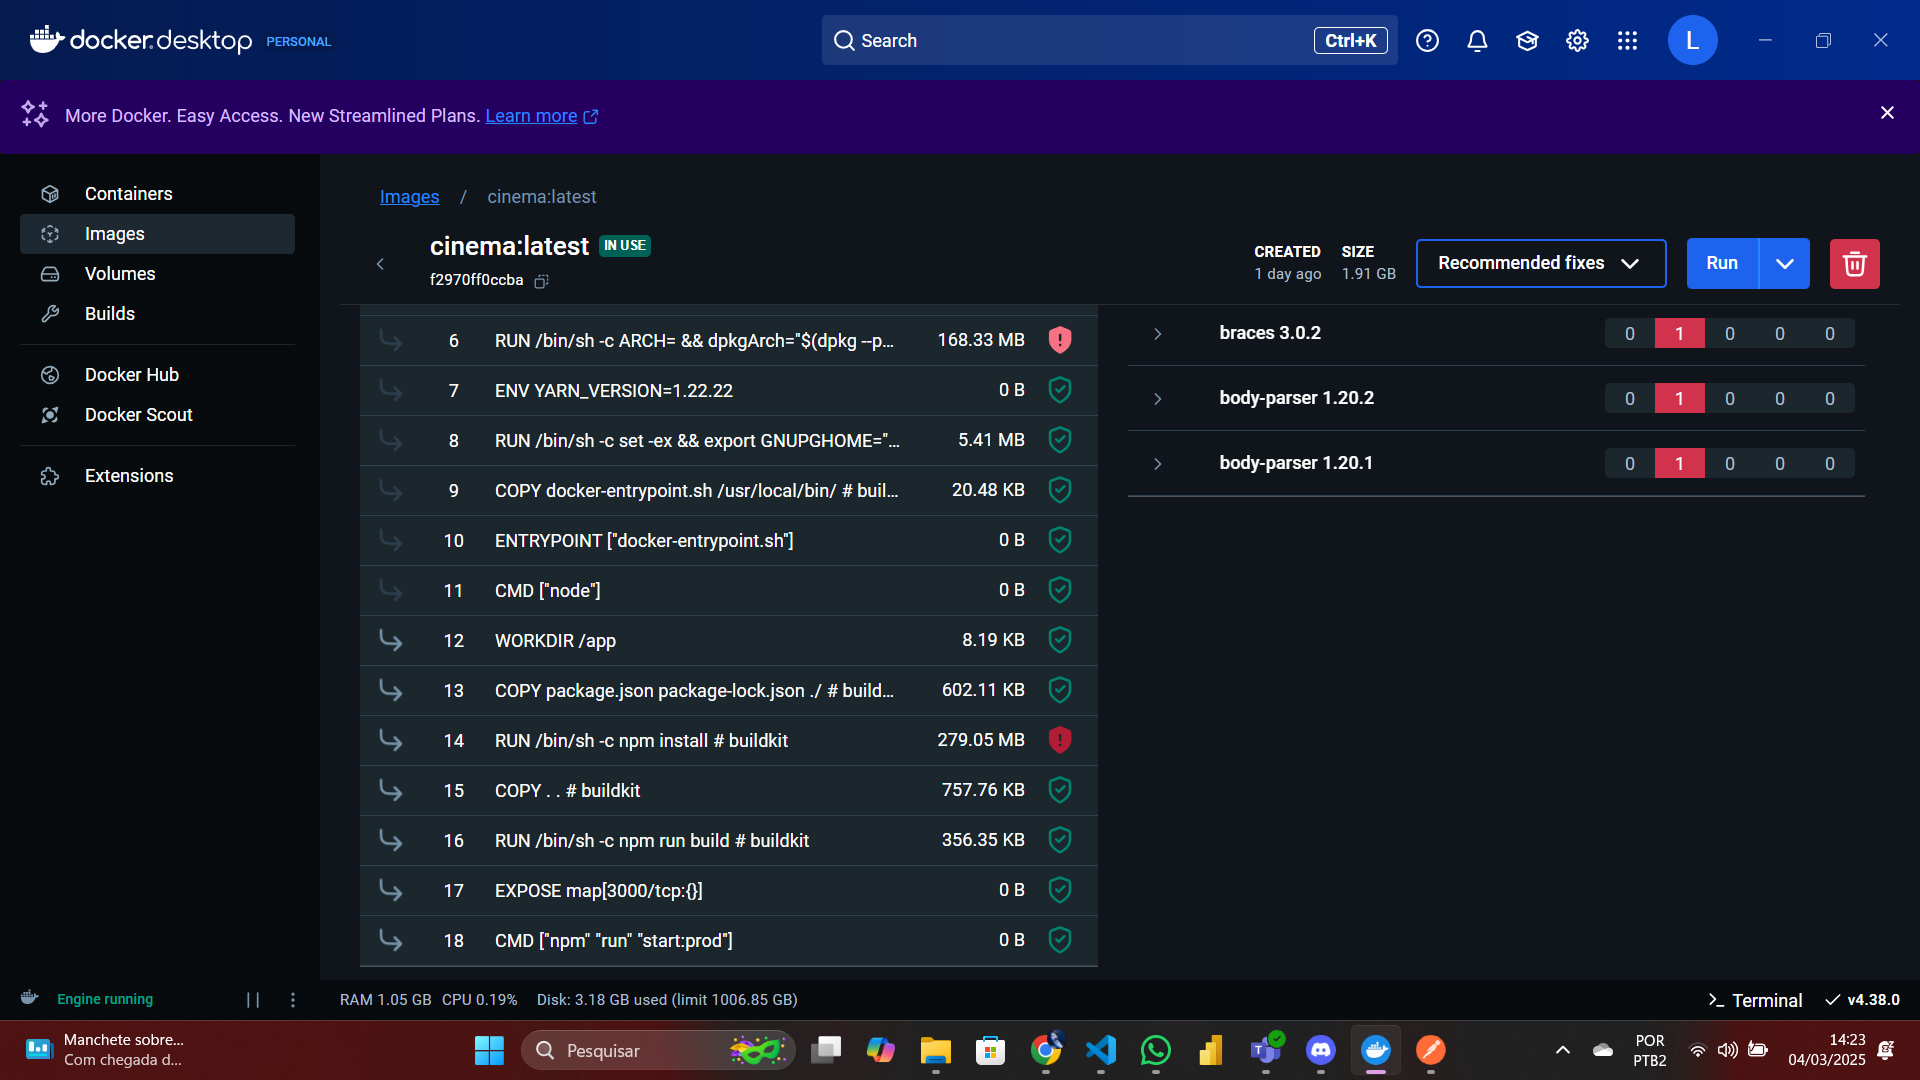 docker.desktop PERSONAL
Search
Ctrl+K
L
More Docker. Easy Access. New Streamlined Plans. Learn more
Containers
Images
Volumes
Builds
Docker Hub
Docker Scout
Extensions
Images / cinema:latest
cinema:latest IN USE
f2970ff0ccba
CREATED
1 day ago
SIZE
1.91 GB
Recommended fixes
Run
6 RUN /bin/sh -c ARCH= && dpkgArch="$(dpkg --p... 168.33 MB
7 ENV YARN_VERSION=1.22.22 0 B
8 RUN /bin/sh -c set -ex && export GNUPGHOME="... 5.41 MB
9 COPY docker-entrypoint.sh /usr/local/bin/ # buil... 20.48 KB
10 ENTRYPOINT ["docker-entrypoint.sh"] 0 B
11 CMD ["node"] 0 B
12 WORKDIR /app 8.19 KB
13 COPY package.json package-lock.json ./ # build... 602.11 KB
14 RUN /bin/sh -c npm install # buildkit 279.05 MB
15 COPY . . # buildkit 757.76 KB
16 RUN /bin/sh -c npm run build # buildkit 356.35 KB
17 EXPOSE map[3000/tcp:{}] 0 B
18 CMD ["npm" "run" "start:prod"] 0 B
braces 3.0.2 0 1 0 0 0
body-parser 1.20.2 0 1 0 0 0
body-parser 1.20.1 0 1 0 0 0
Engine running
RAM 1.05 GB CPU 0.19% Disk: 3.18 GB used (limit 1006.85 GB)
Terminal
v4.38.0
Manchete sobre...
Com chegada d...
Pesquisar
POR
PTB2
14:23
04/03/2025